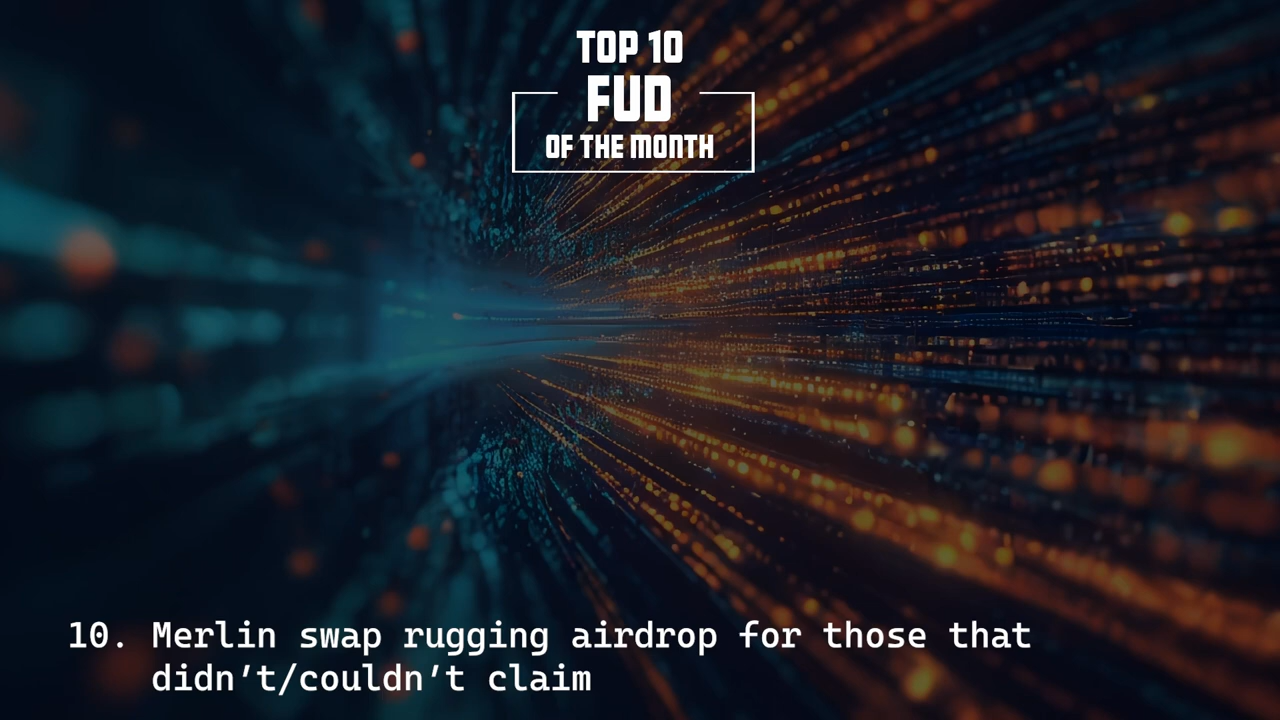 TOP 10
FUD
OF THE MONTH
10. Merlin swap rugging airdrop for those that
didn't/couldn't claim